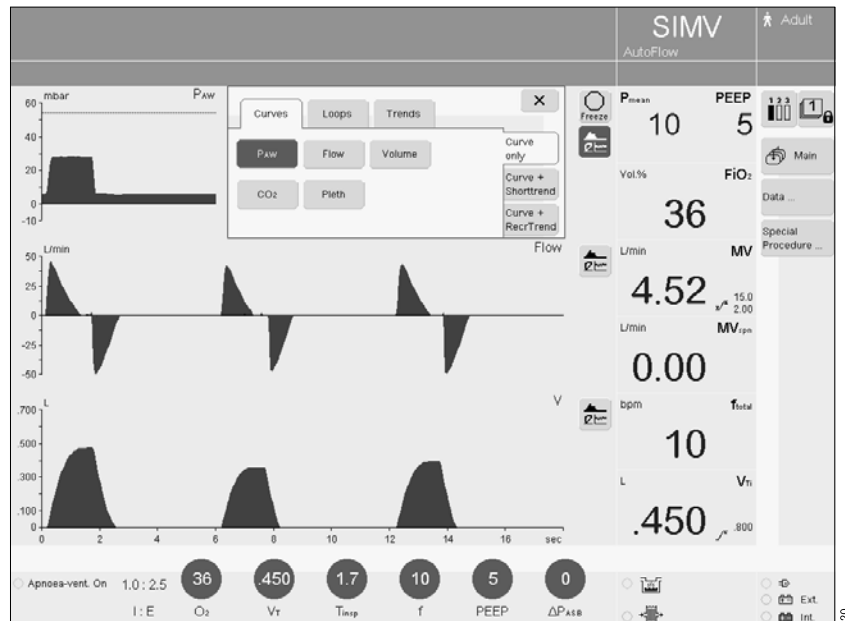 SIMV
AutoFlow
Adult
mbar
PAW
60
40
20
0
-10
Curves
Loops
Trends
×
PAW
Flow
Volume
CO2
Pleth
Curve only
Curve + Shorttrend
Curve + RecrTrend
Freeze
Pmean
PEEP
10
5
1 2 3
1
Main
Data ...
Special Procedure ...
Vol.%
FiO2
36
L/min
Flow
50
25
0
-25
-50
L/min
MV
4.52
15.0
2.00
L/min
MVspn
0.00
L
V
.700
.500
.300
.100
0
0 2 4 6 8 10 12 14 16 sec
bpm
ftotal
10
L
VTi
.450
.800
Apnoea-vent. On
1.0 : 2.5
36
.450
1.7
10
5
0
I : E
O2
VT
Tinsp
f
PEEP
ΔPASB
Ext.
Int.